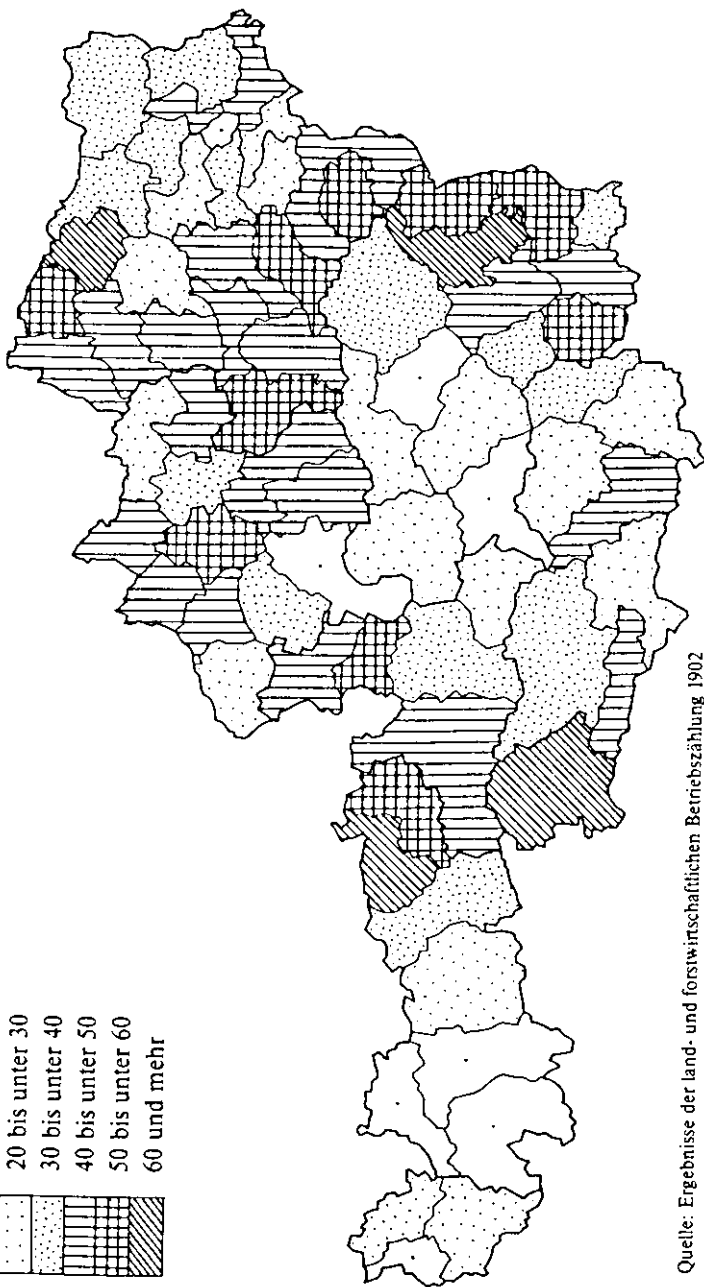 20 bis unter 30
30 bis unter 40
40 bis unter 50
50 bis unter 60
60 und mehr
Quelle: Ergebnisse der land- und forstwirtschaftlichen Betriebszählung 1902